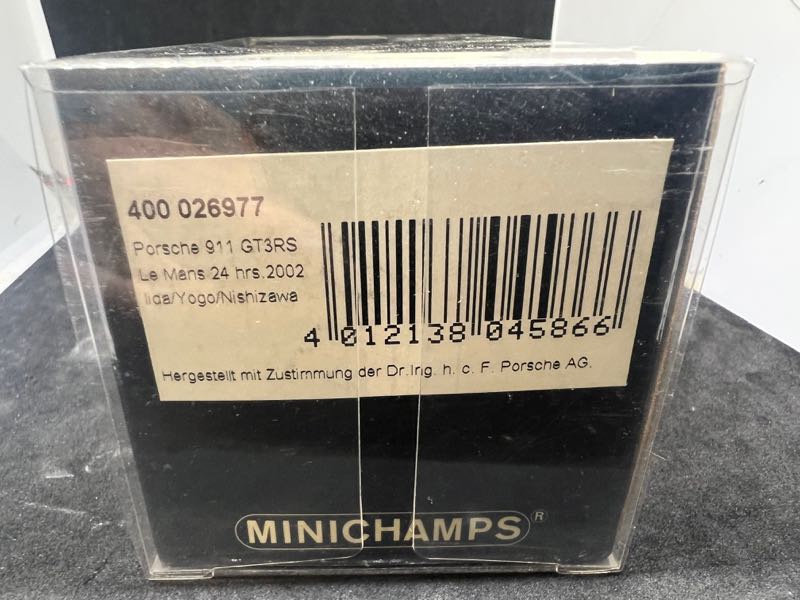 400 026977
Porsche 911 GT3RS
Le Mans 24 hrs.2002
Iida/Yogo/Nishizawa
4 012138 045866
Hergestellt mit Zustimmung der Dr.Ing. h. c. F. Porsche AG.
MINICHAMPS®